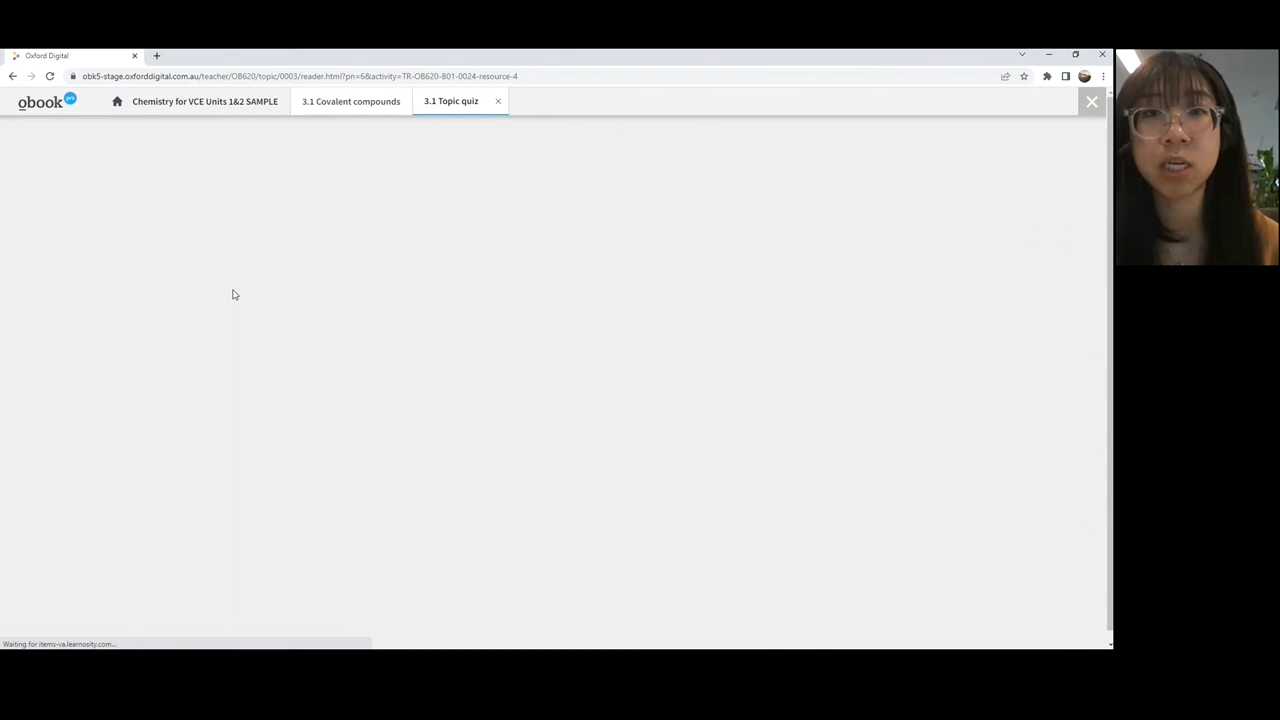 Oxford Digital
obk5-stage.oxforddigital.com.au/teacher/OB620/topic/0003/reader.html?pn=6&activity=TR-OB620-B01-0024-resource-4
obook pro
Chemistry for VCE Units 1&2 SAMPLE
3.1 Covalent compounds
3.1 Topic quiz
Waiting for items-va.learnosity.com...